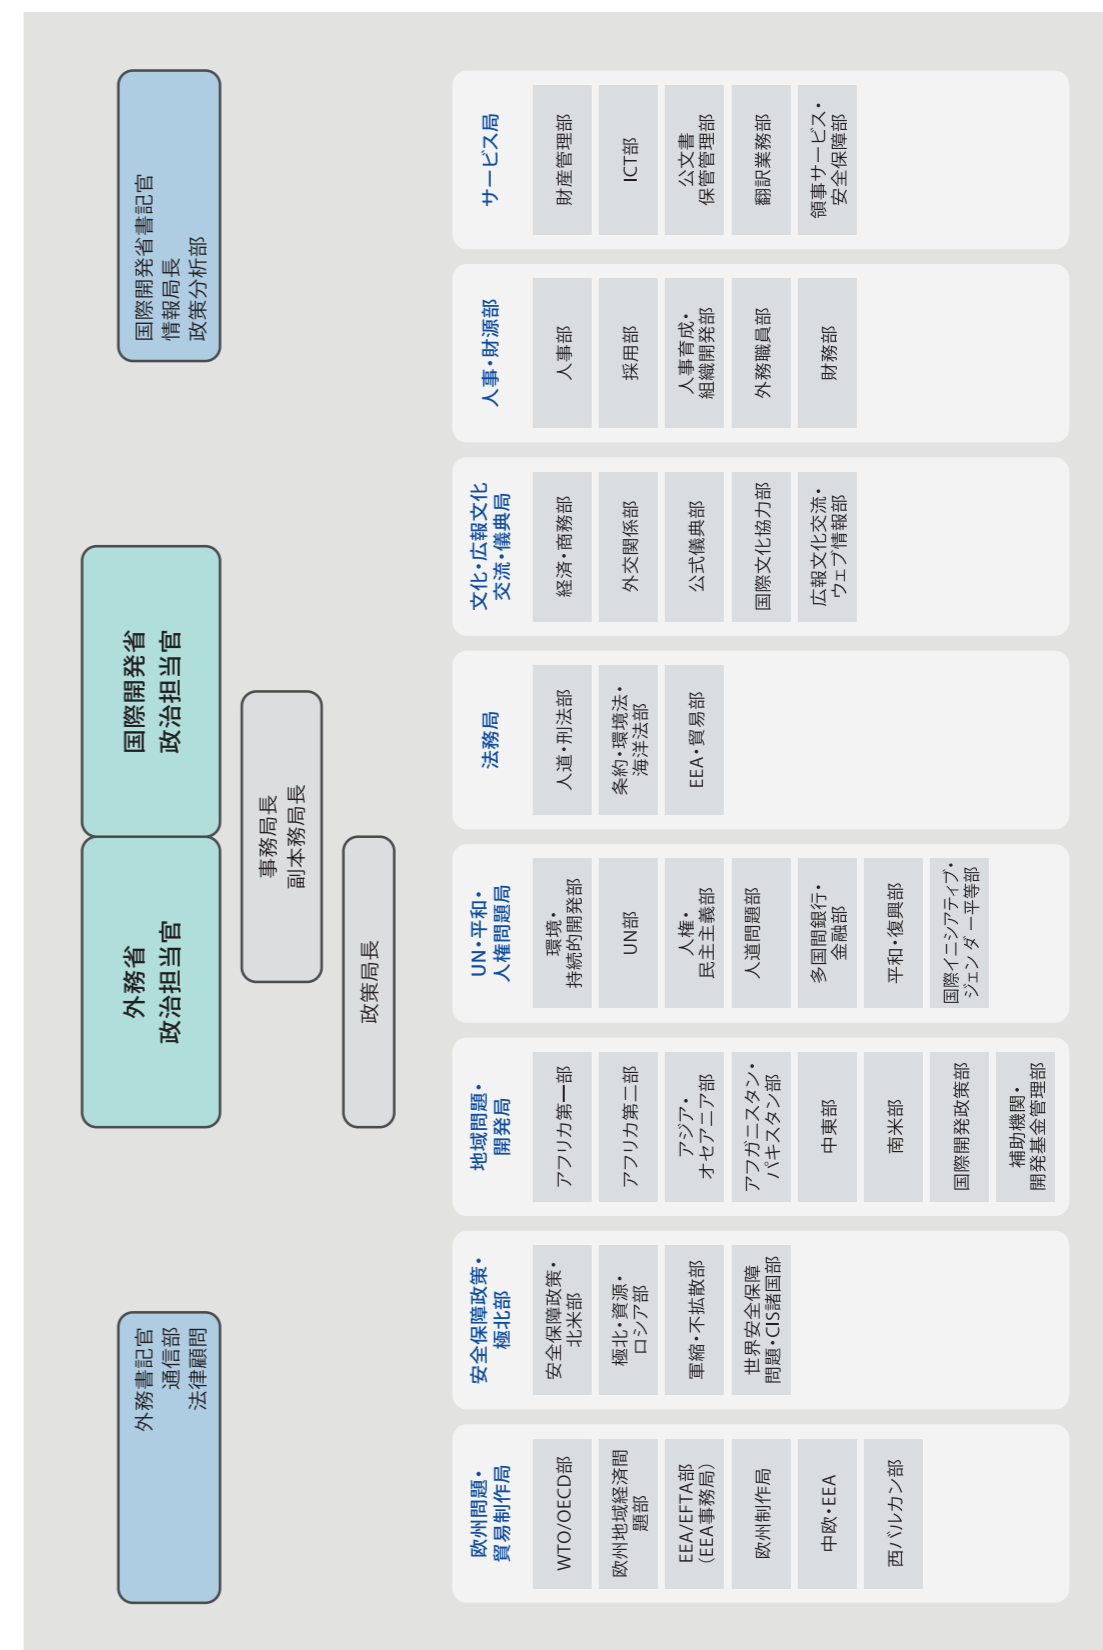 外務書記官
通信部
法律顧問
外務省
政治担当官
国際開発省
政治担当官
国際開発省書記官
情報局長
政策分析部
事務局長
副本務局長
政策局長
欧州問題・
貿易制作局
WTO/OECD部
欧州地域経済間
題部
EEA/EFTA部
（EEA事務局）
欧州制作局
中欧・EEA
西バルカン部
安全保障政策・
極北部
安全保障政策・
北米部
極北・資源・
ロシア部
軍縮・不拡散部
世界安全保障
問題・CIS諸国部
地域問題・
開発局
アフリカ第一部
アフリカ第二部
アジア・
オセアニア部
アフガニスタン・
パキスタン部
中東部
南米部
国際開発政策部
補助機関・
開発基金管理部
UN・平和・
人権問題局
環境・
持続的開発部
UN部
人権・
民主主義部
人道問題部
多国間銀行・
金融部
平和・復興部
国際イニシアティブ・
ジェンダー平等部
法務局
人道・刑法部
条約・環境法・
海洋法部
EEA・貿易部
文化・広報文化
交流・儀典局
経済・商務部
外交関係部
公式儀典部
国際文化協力部
広報文化交流・
ウェブ情報部
人事・財源部
人事部
採用部
人事育成・
組織開発部
外務職員部
財務部
サービス局
財産管理部
ICT部
公文書
保管管理部
翻訳業務部
領事サービス・
安全保障部